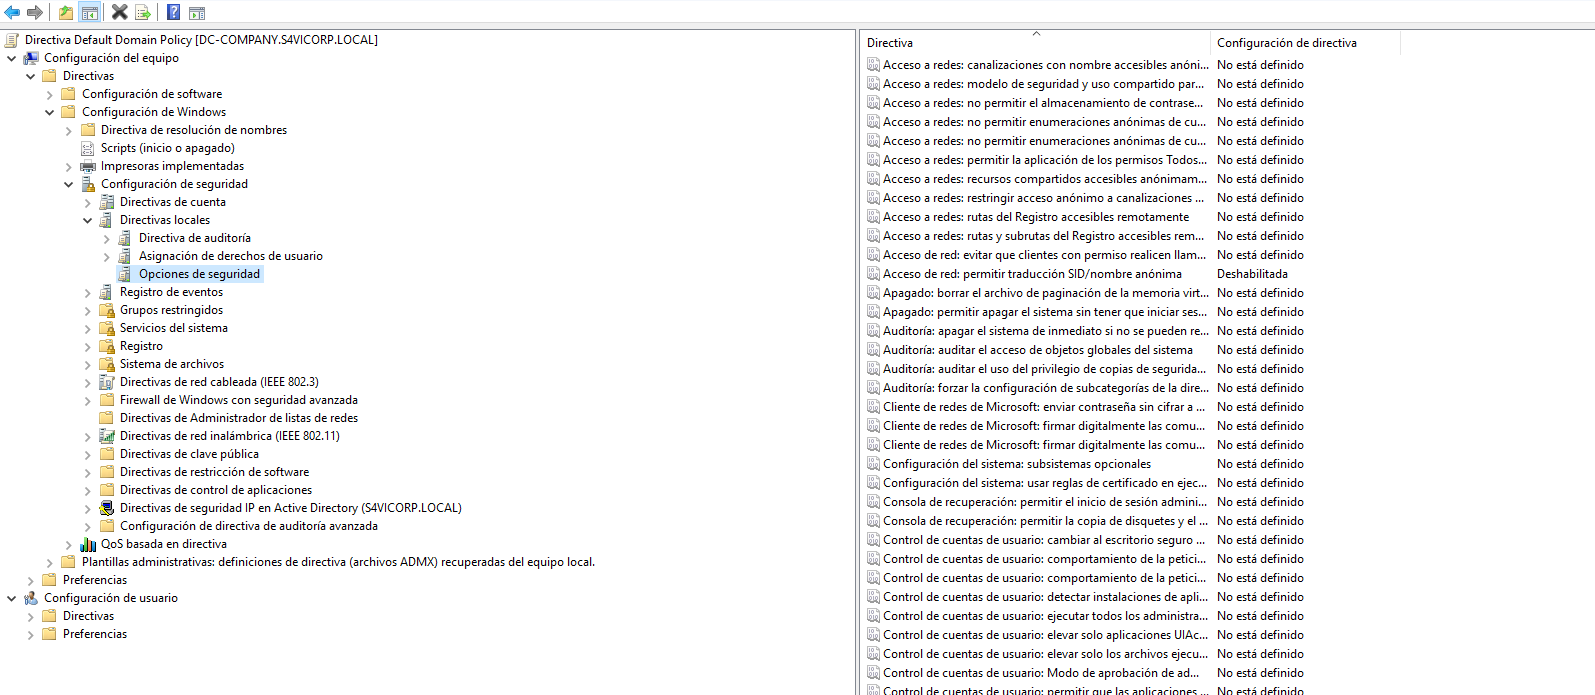 Directiva Default Domain Policy [DC-COMPANY.S4VICORP.LOCAL]
Configuración del equipo
Directivas
Configuración de software
Configuración de Windows
Directiva de resolución de nombres
Scripts (inicio o apagado)
Impresoras implementadas
Configuración de seguridad
Directivas de cuenta
Directivas locales
Directiva de auditoría
Asignación de derechos de usuario
Opciones de seguridad
Registro de eventos
Grupos restringidos
Servicios del sistema
Registro
Sistema de archivos
Directivas de red cableada (IEEE 802.3)
Firewall de Windows con seguridad avanzada
Directivas de Administrador de listas de redes
Directivas de red inalámbrica (IEEE 802.11)
Directivas de clave pública
Directivas de restricción de software
Directivas de control de aplicaciones
Directivas de seguridad IP en Active Directory (S4VICORP.LOCAL)
Configuración de directiva de auditoría avanzada
QoS basada en directiva
Plantillas administrativas: definiciones de directiva (archivos ADMX) recuperadas del equipo local.
Preferencias
Configuración de usuario
Directivas
Preferencias
Directiva Configuración de directiva
Acceso a redes: canalizaciones con nombre accesibles anóni... No está definido
Acceso a redes: modelo de seguridad y uso compartido par... No está definido
Acceso a redes: no permitir el almacenamiento de contrase... No está definido
Acceso a redes: no permitir enumeraciones anónimas de cu... No está definido
Acceso a redes: no permitir enumeraciones anónimas de cu... No está definido
Acceso a redes: permitir la aplicación de los permisos Todos... No está definido
Acceso a redes: recursos compartidos accesibles anónimam... No está definido
Acceso a redes: restringir acceso anónimo a canalizaciones ... No está definido
Acceso a redes: rutas del Registro accesibles remotamente No está definido
Acceso a redes: rutas y subrutas del Registro accesibles rem... No está definido
Acceso de red: evitar que clientes con permiso realicen llam... No está definido
Acceso de red: permitir traducción SID/nombre anónima Deshabilitada
Apagado: borrar el archivo de paginación de la memoria virt... No está definido
Apagado: permitir apagar el sistema sin tener que iniciar ses... No está definido
Auditoría: apagar el sistema de inmediato si no se pueden re... No está definido
Auditoría: auditar el acceso de objetos globales del sistema No está definido
Auditoría: auditar el uso del privilegio de copias de segurida... No está definido
Auditoría: forzar la configuración de subcategorías de la dire... No está definido
Cliente de redes de Microsoft: enviar contraseña sin cifrar a ... No está definido
Cliente de redes de Microsoft: firmar digitalmente las comu... No está definido
Cliente de redes de Microsoft: firmar digitalmente las comu... No está definido
Configuración del sistema: subsistemas opcionales No está definido
Configuración del sistema: usar reglas de certificado en ejec... No está definido
Consola de recuperación: permitir el inicio de sesión admini... No está definido
Consola de recuperación: permitir la copia de disquetes y el ... No está definido
Control de cuentas de usuario: cambiar al escritorio seguro ... No está definido
Control de cuentas de usuario: comportamiento de la petici... No está definido
Control de cuentas de usuario: comportamiento de la petici... No está definido
Control de cuentas de usuario: detectar instalaciones de apli... No está definido
Control de cuentas de usuario: ejecutar todos los administra... No está definido
Control de cuentas de usuario: elevar solo aplicaciones UIAc... No está definido
Control de cuentas de usuario: elevar solo los archivos ejecu... No está definido
Control de cuentas de usuario: Modo de aprobación de ad... No está definido
Control de cuentas de usuario: permitir que las aplicaciones ... No está definido